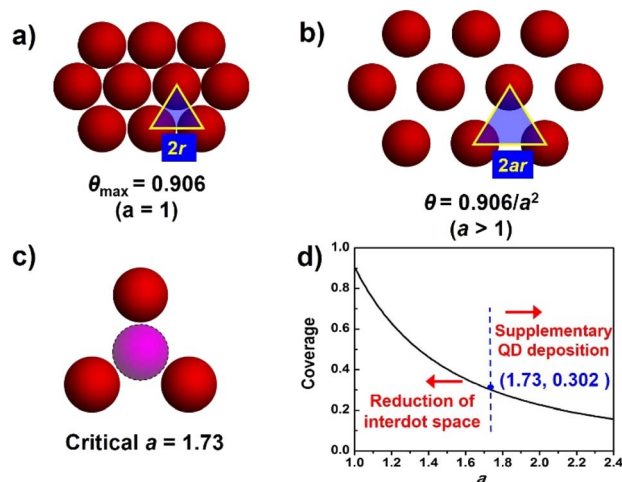 a)
2r
θmax = 0.906
(a = 1)
b)
2ar
θ = 0.906/a²
(a > 1)
c)
Critical a = 1.73
d)
Coverage
1.0
0.8
0.6
0.4
0.2
0.0
Supplementary
QD deposition
(1.73, 0.302 )
Reduction of
interdot space
1.0 1.2 1.4 1.6 1.8 2.0 2.2 2.4
a